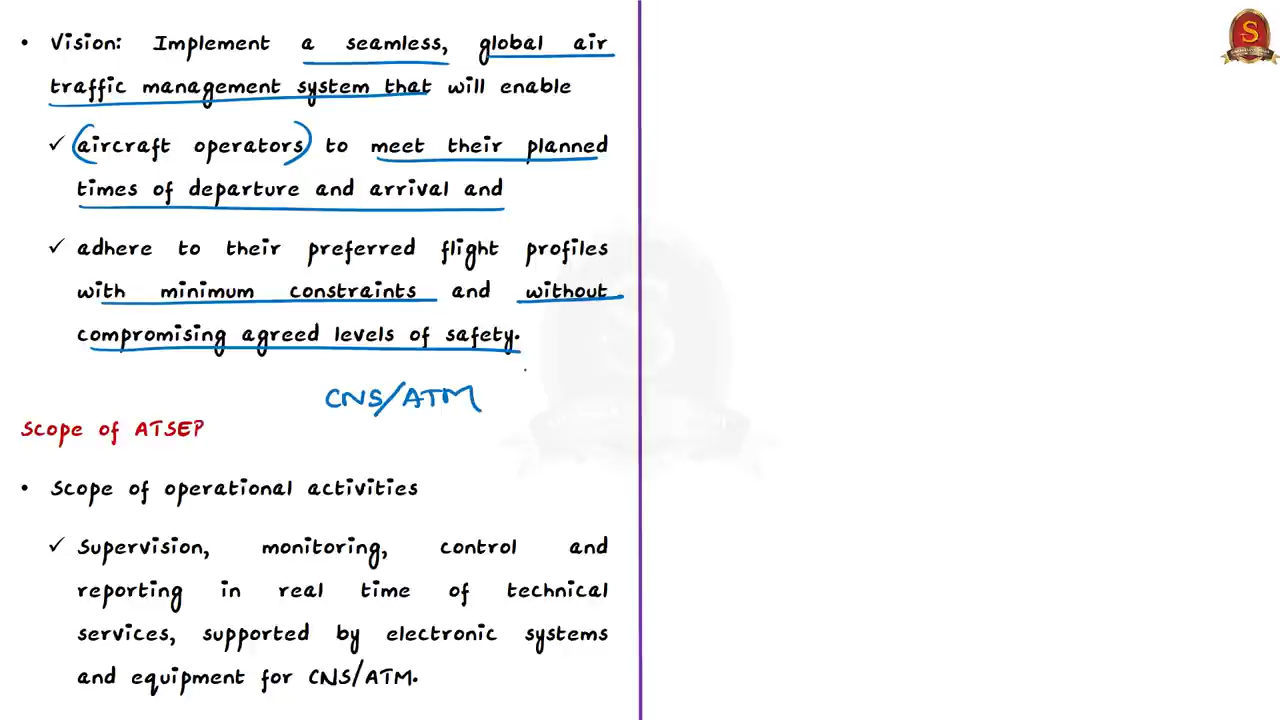 • Vision: Implement a seamless, global air
traffic management system that will enable
✓ aircraft operators to meet their planned
times of departure and arrival and
✓ adhere to their preferred flight profiles
with minimum constraints and without
compromising agreed levels of safety.
CNS/ATM
Scope of ATSEP
• Scope of operational activities
✓ Supervision, monitoring, control and
reporting in real time of technical
services, supported by electronic systems
and equipment for CNS/ATM.
S